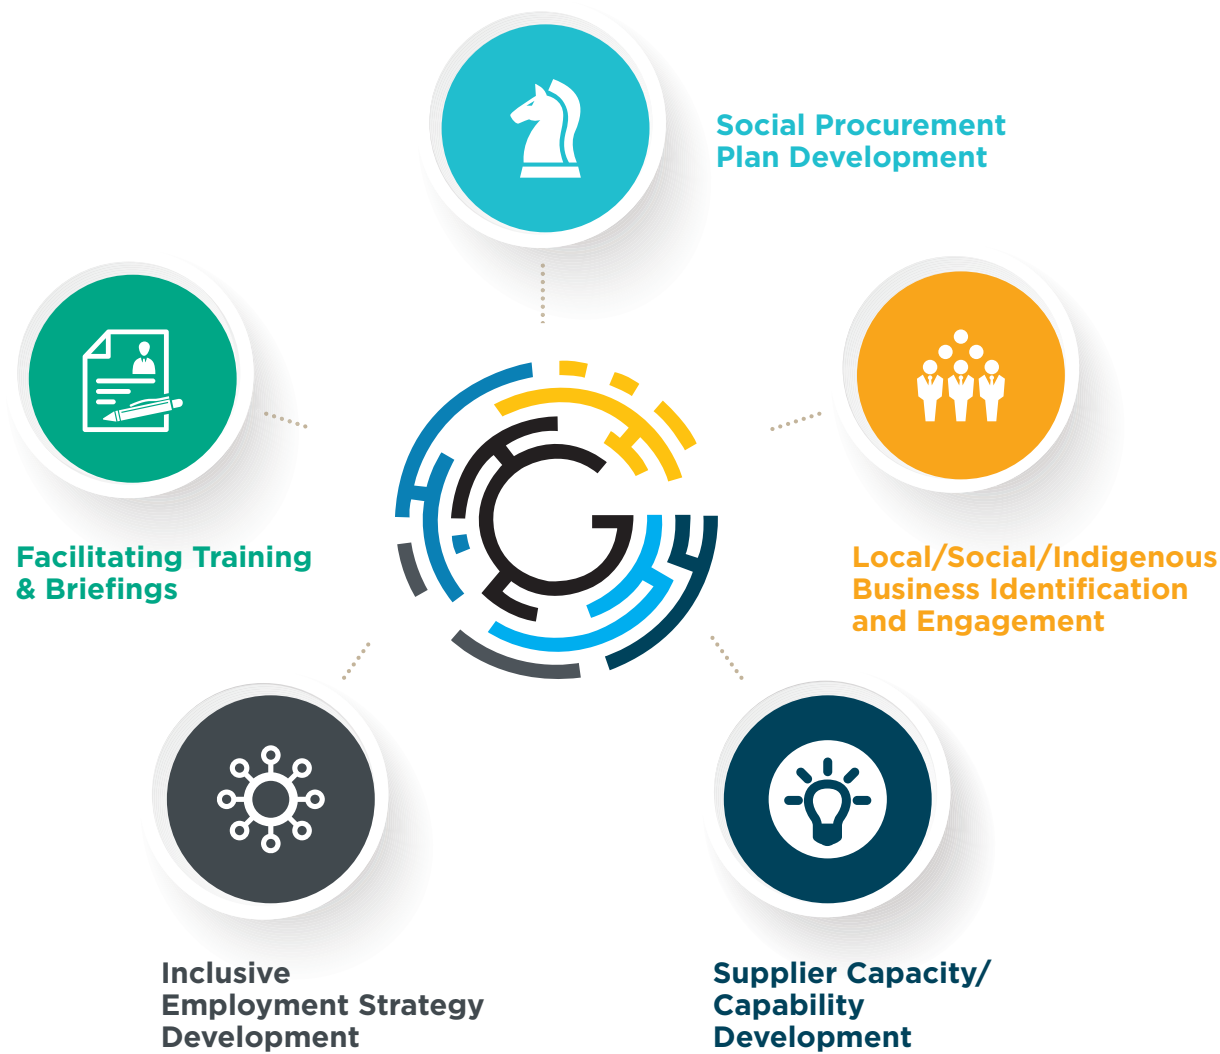 Social Procurement
Plan Development
Local/Social/Indigenous
Business Identification
and Engagement
Supplier Capacity/
Capability
Development
Inclusive
Employment Strategy
Development
Facilitating Training
& Briefings
G